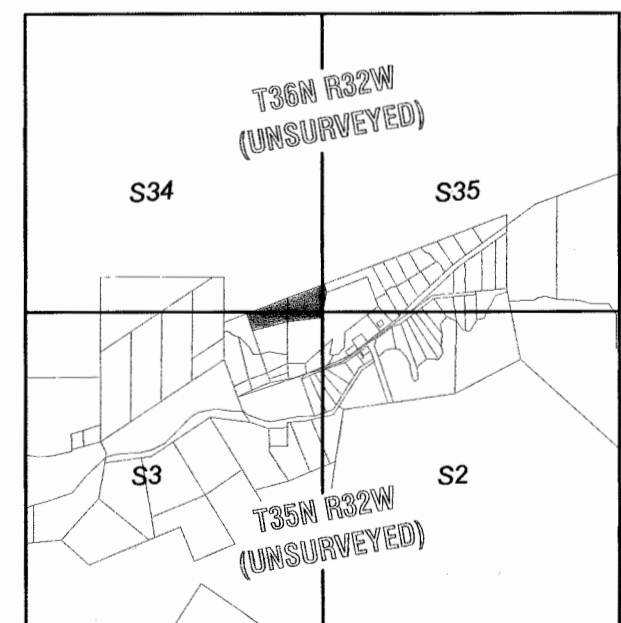 T36N R32W
(UNSURVEYED)
S34
S35
S3
S2
T35N R32W
(UNSURVEYED)